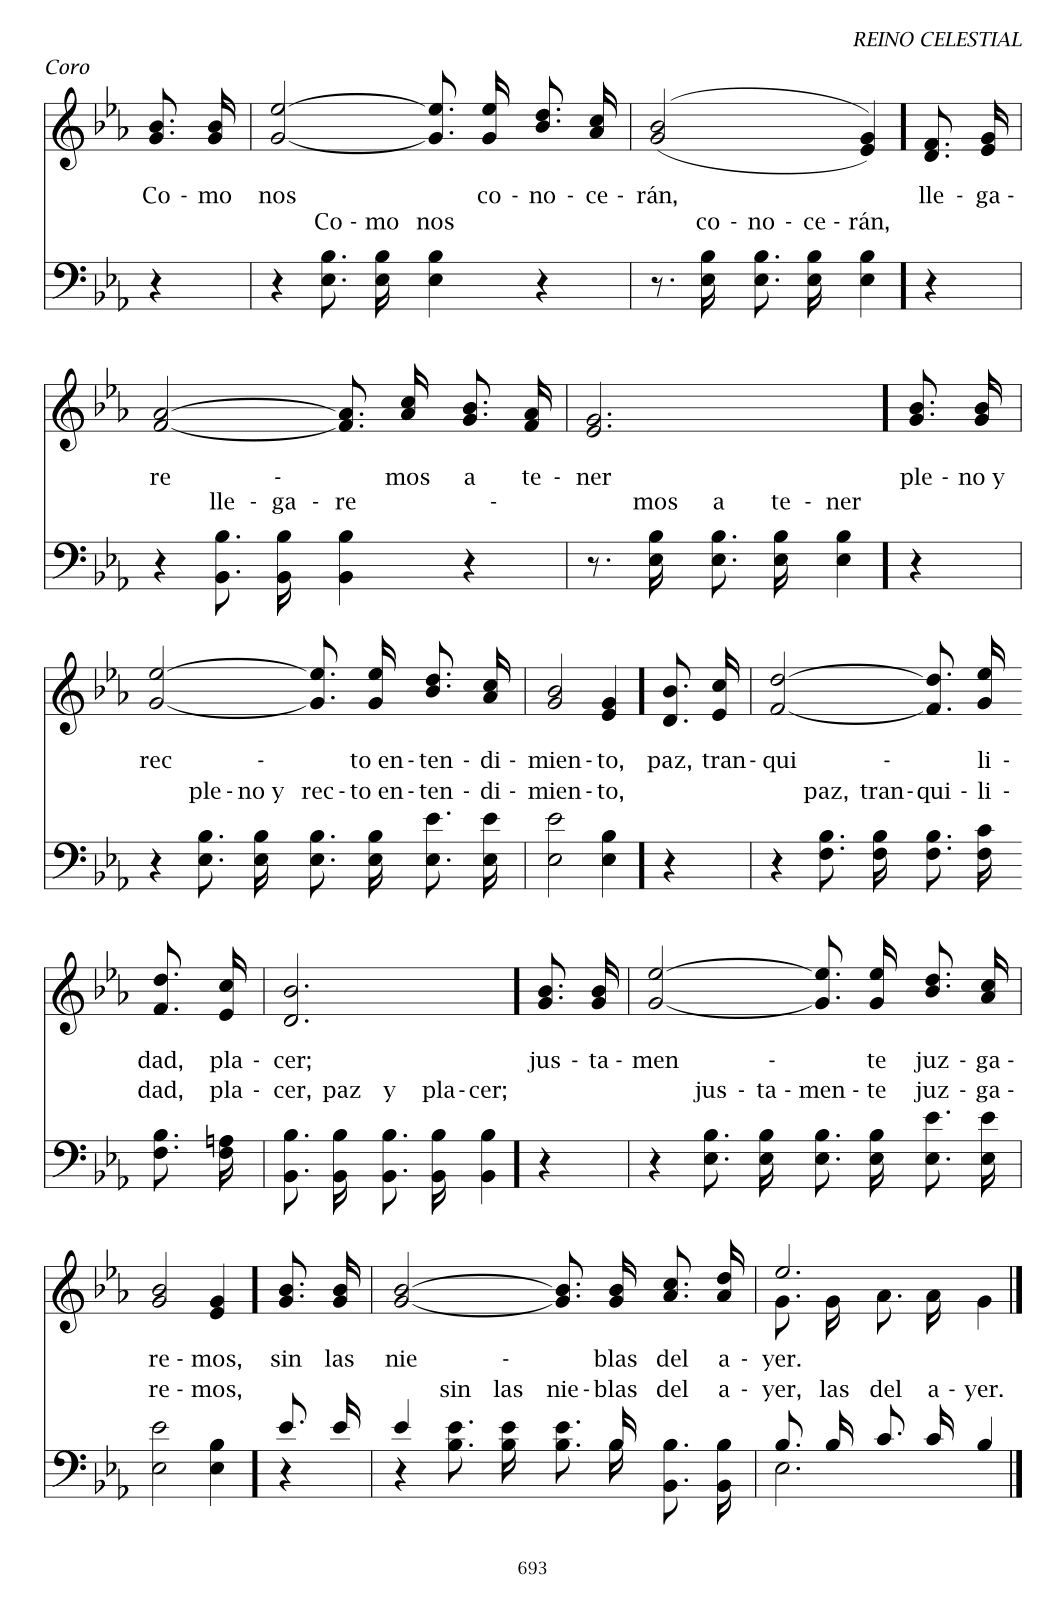 REINO CELESTIAL
Coro
Co - mo nos co - no - ce - rán, lle - ga -
Co - mo nos co - no - ce - rán,
re - mos a te - ner ple - no y
lle - ga - re - mos a te - ner
rec - to en - ten - di - mien - to, paz, tran - qui - li -
ple - no y rec - to en - ten - di - mien - to, paz, tran - qui - li -
dad, pla - cer; jus - ta - men - te juz - ga -
dad, pla - cer, paz y pla - cer; jus - ta - men - te juz - ga -
re - mos, sin las nie - blas del a - yer.
re - mos, sin las nie - blas del a - yer, las del a - yer.
693